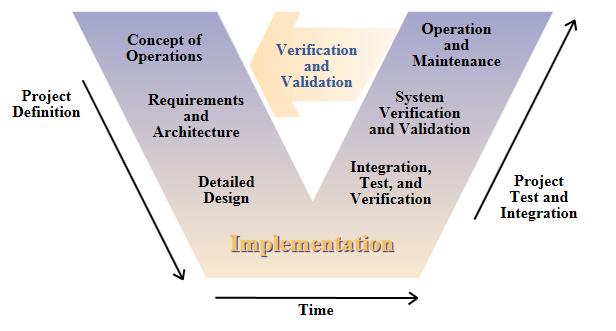 Concept of
Operations
Verification
and
Validation
Operation
and
Maintenance
Project
Definition
Requirements and
Architecture
System
Verification
and Validation
Detailed
Design
Integration,
Test, and
Verification
Project
Test and
Integration
Implementation
Time